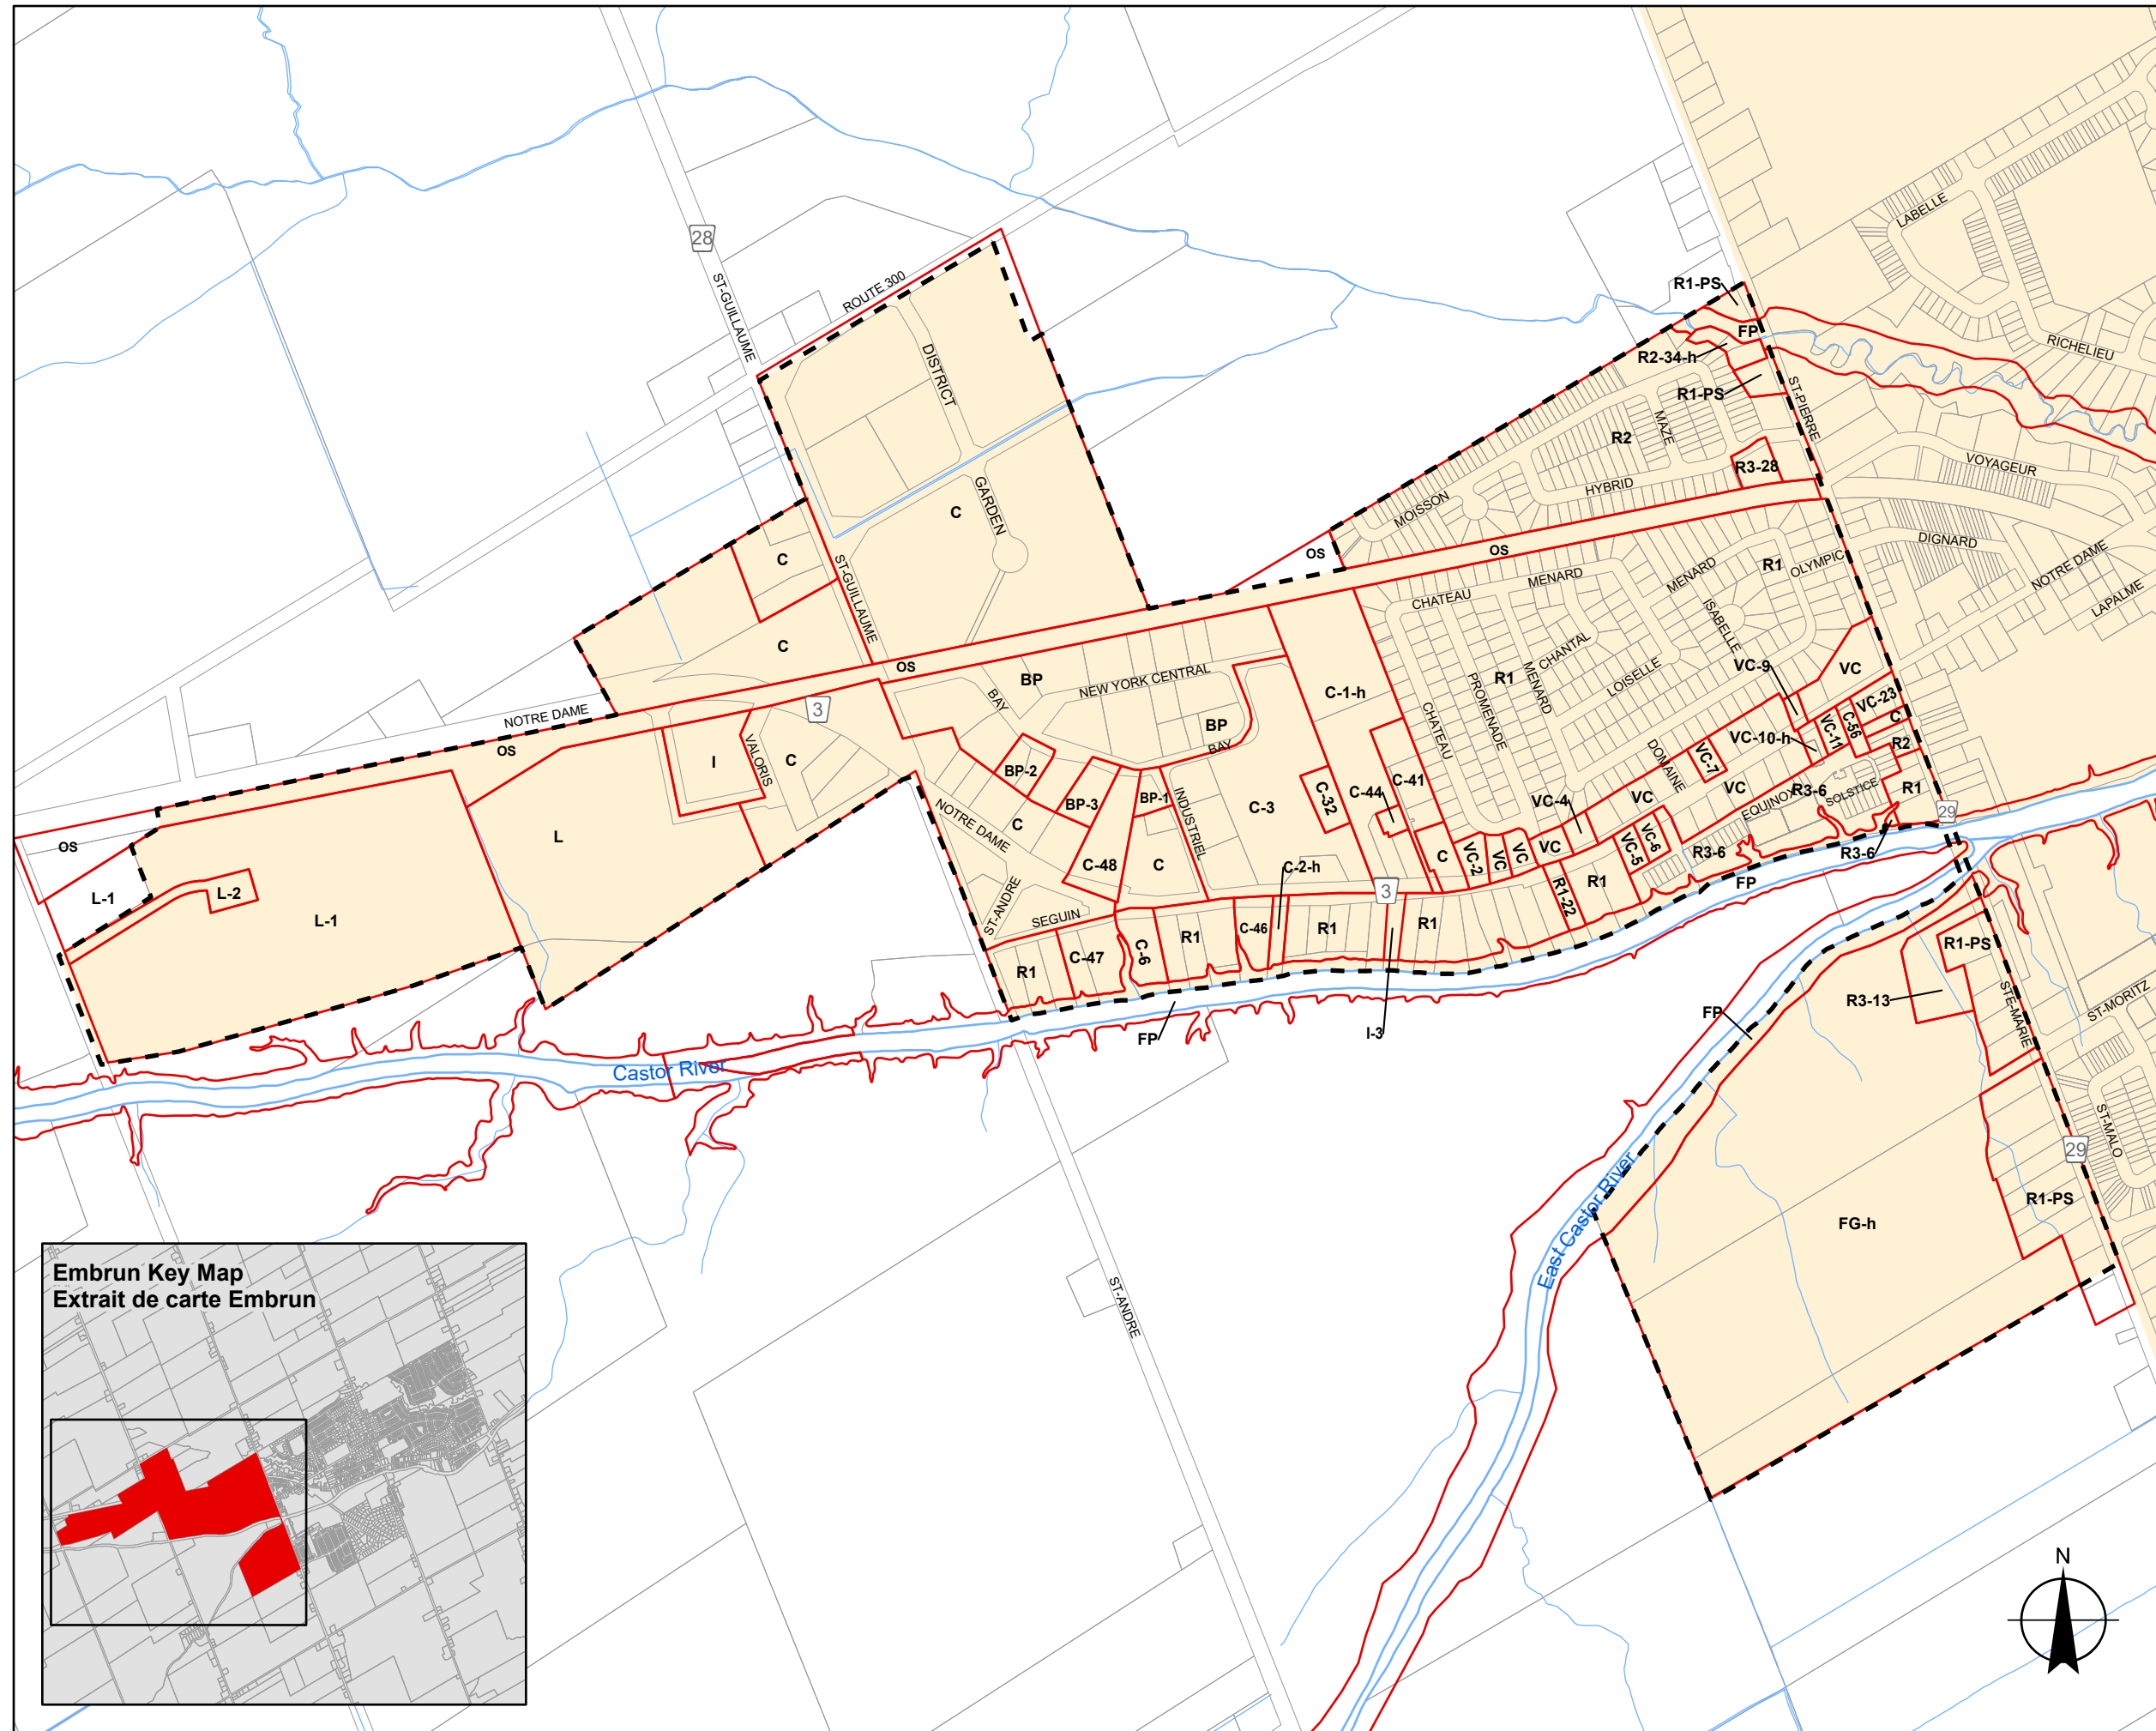 LABELLE
28
ST-GUILLAUME
ROUTE 300
R1-PS
FP
R2-34-h
RICHELIEU
DISTRICT
R1-PS
ST-PIERRE
MAZE
R2
R3-28
VOYAGEUR
HYBRID
MOISSON
GARDEN
C
OS
OS
DIGNARD
NOTRE DAME
LAPALME
C
ST-GUILLAUME
MENARD
CHATEAU
MENARD
R1
OLYMPIC
ISABELLE
CHANTAL
C
OS
BP
NEW YORK CENTRAL
BAY
C-1-h
R1
MENARD
PROMENADE
LOISELLE
VC-9
VC
VC-23
C
NOTRE DAME
3
OS
BP
BAY
CHATEAU
DOMAINE
VC-10-h
VC-11
C-56
R2
I
VALORIS
C
BP-2
BP-3
BP-1
C-41
C-44
C-32
C-3
VC-7
VC
VC
VC-4
EQUINOX
R3-6
SOLSTICE
R1
29
L
NOTRE DAME
C
INDUSTRIEL
OS
C
VC-2
VC
VC
VC
VC-5
VC-6
R3-6
R3-6
C-48
C
C-2-h
3
R1-22
R1
FP
L-1
L-2
L-1
ST-ANDRE
SEGUIN
R1
C-47
C-6
R1
C-46
R1
R1
R1-PS
R3-13
STE-MARIE
ST-MORITZ
FP
FP
I-3
Castor River
ST-MALO
29
R1-PS
FG-h
East Castor River
ST-ANDRE
Embrun Key Map
Extrait de carte Embrun
N